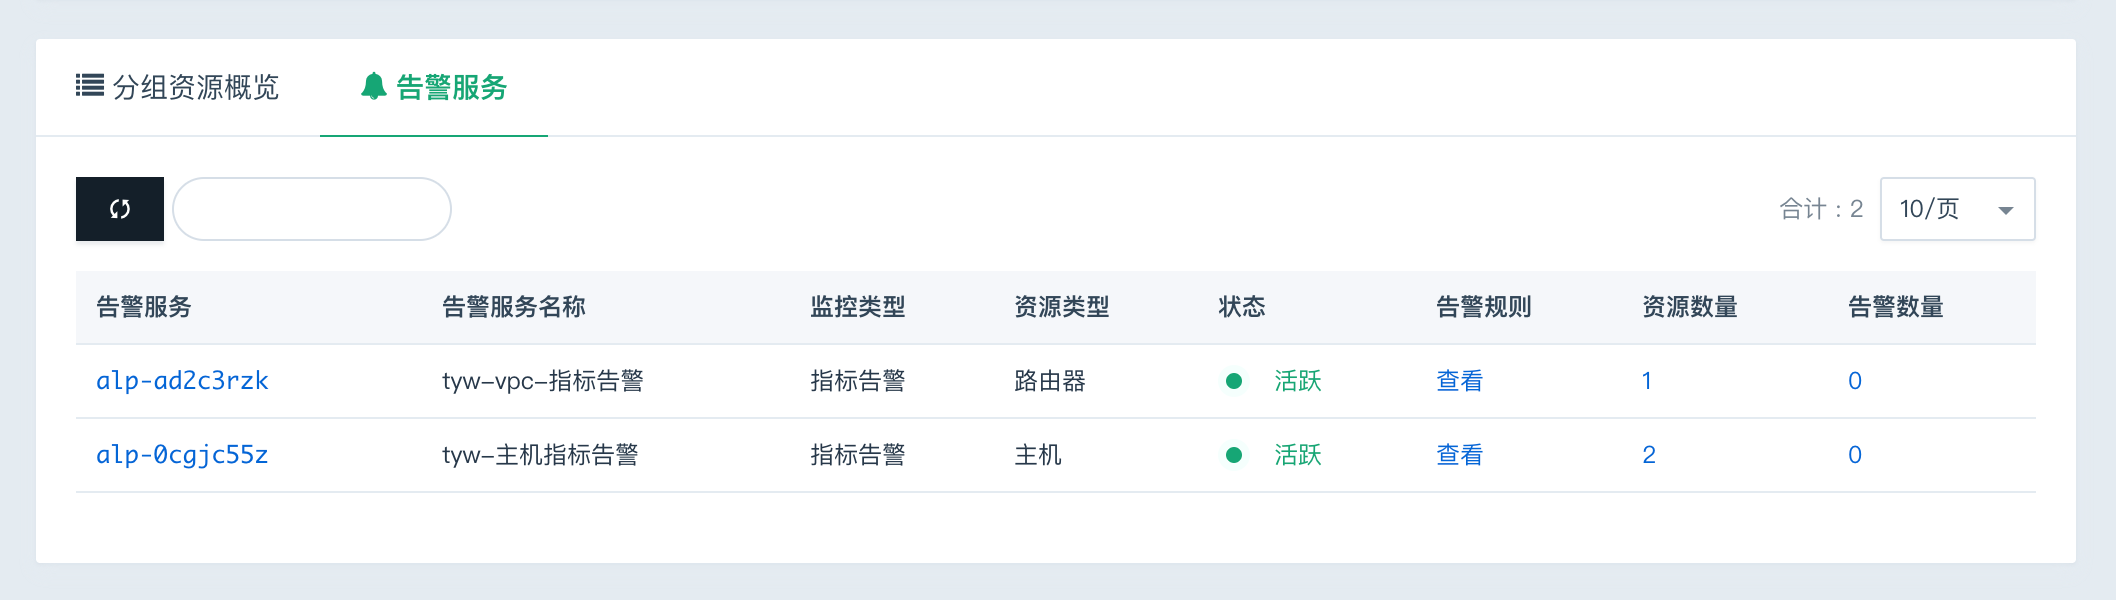 分组资源概览 告警服务
合计：2 10/页
告警服务 告警服务名称 监控类型 资源类型 状态 告警规则 资源数量 告警数量
alp-ad2c3rzk tyw-vpc-指标告警 指标告警 路由器 活跃 查看 1 0
alp-0cgjc55z tyw-主机指标告警 指标告警 主机 活跃 查看 2 0